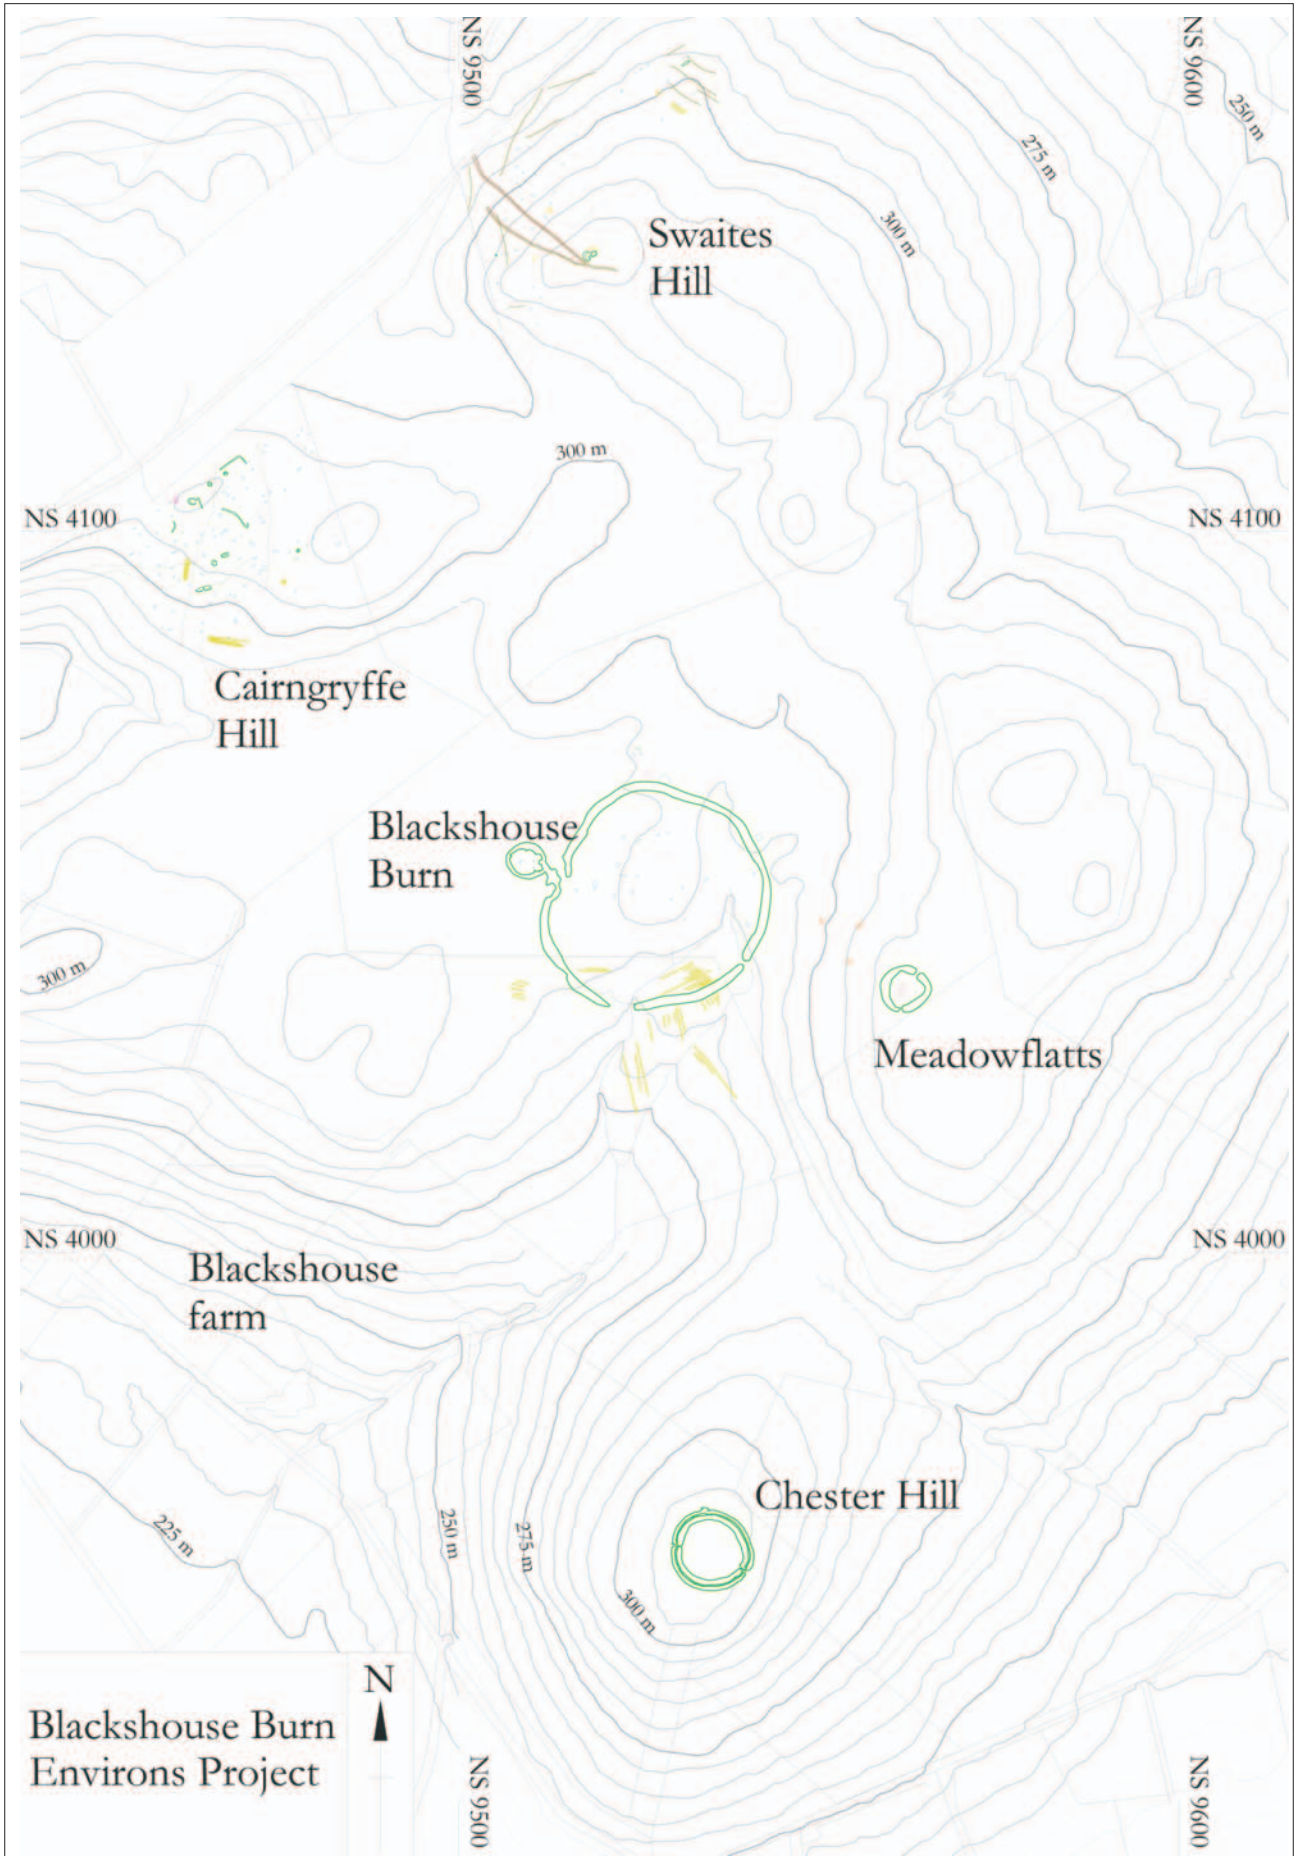 NS 9500
NS 9600
250 m
275 m
300 m
Swaites
Hill
300 m
NS 4100
NS 4100
Cairngryffe
Hill
Blackshouse
Burn
300 m
Meadowflatts
NS 4000
NS 4000
Blackshouse
farm
Chester Hill
225 m
250 m
275 m
300 m
N
Blackshouse Burn
Environs Project
NS 9500
NS 9600